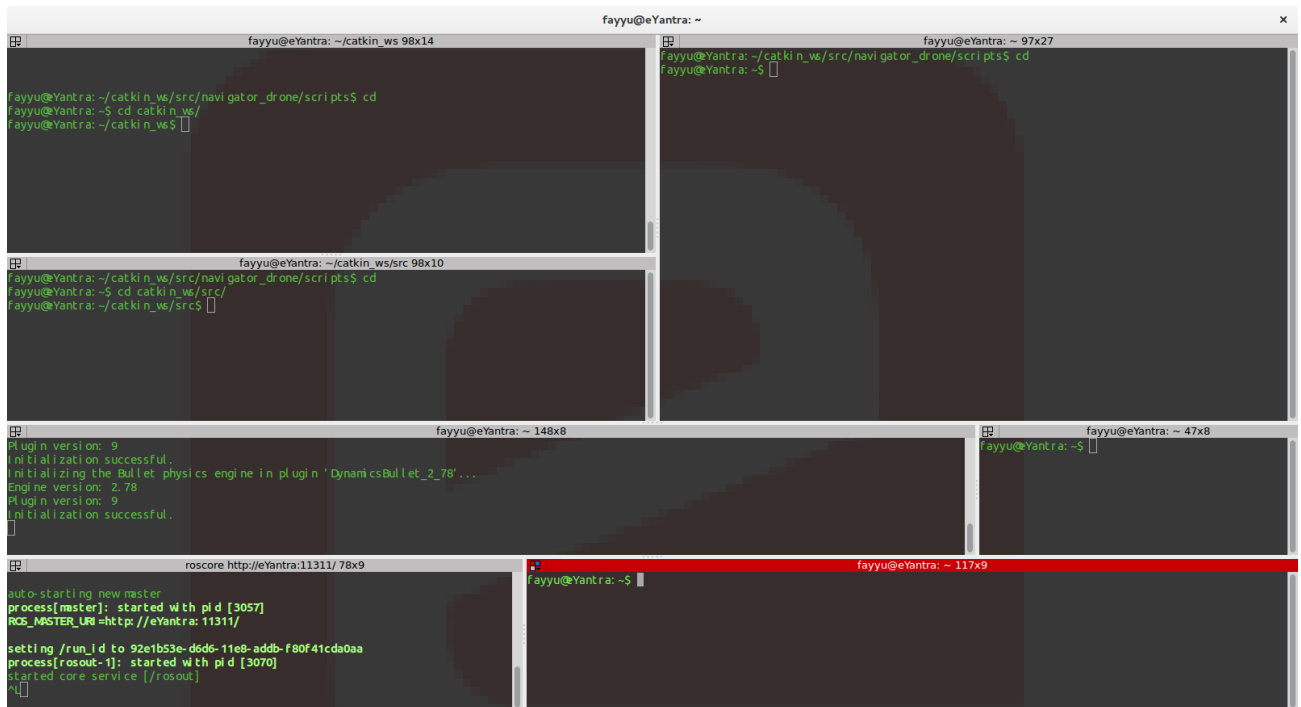 fayyu@eYantra: ~
fayyu@eYantra: ~/catkin_ws 98x14
fayyu@eYantra:~/catkin_ws/src/navigator_drone/scripts$ cd
fayyu@eYantra:~$ cd catkin_ws/
fayyu@eYantra:~/catkin_ws$
fayyu@eYantra: ~ 97x27
fayyu@eYantra:~/catkin_ws/src/navigator_drone/scripts$ cd
fayyu@eYantra:~$
fayyu@eYantra: ~/catkin_ws/src 98x10
fayyu@eYantra:~/catkin_ws/src/navigator_drone/scripts$ cd
fayyu@eYantra:~$ cd catkin_ws/src/
fayyu@eYantra:~/catkin_ws/src$
fayyu@eYantra: ~ 148x8
Plugin version: 9
Initialization successful.
Initializing the Bullet physics engine in plugin 'DynamicsBullet_2_78'...
Engine version: 2.78
Plugin version: 9
Initialization successful.
fayyu@eYantra: ~ 47x8
fayyu@eYantra:~$
roscore http://eYantra:11311/ 78x9
auto-starting new master
process[master]: started with pid [3057]
ROS_MASTER_URI=http://eYantra:11311/
setting /run_id to 92e1b53e-d6d6-11e8-addb-f80f41cda0aa
process[rosout-1]: started with pid [3070]
started core service [/rosout]
^L
fayyu@eYantra: ~ 117x9
fayyu@eYantra:~$